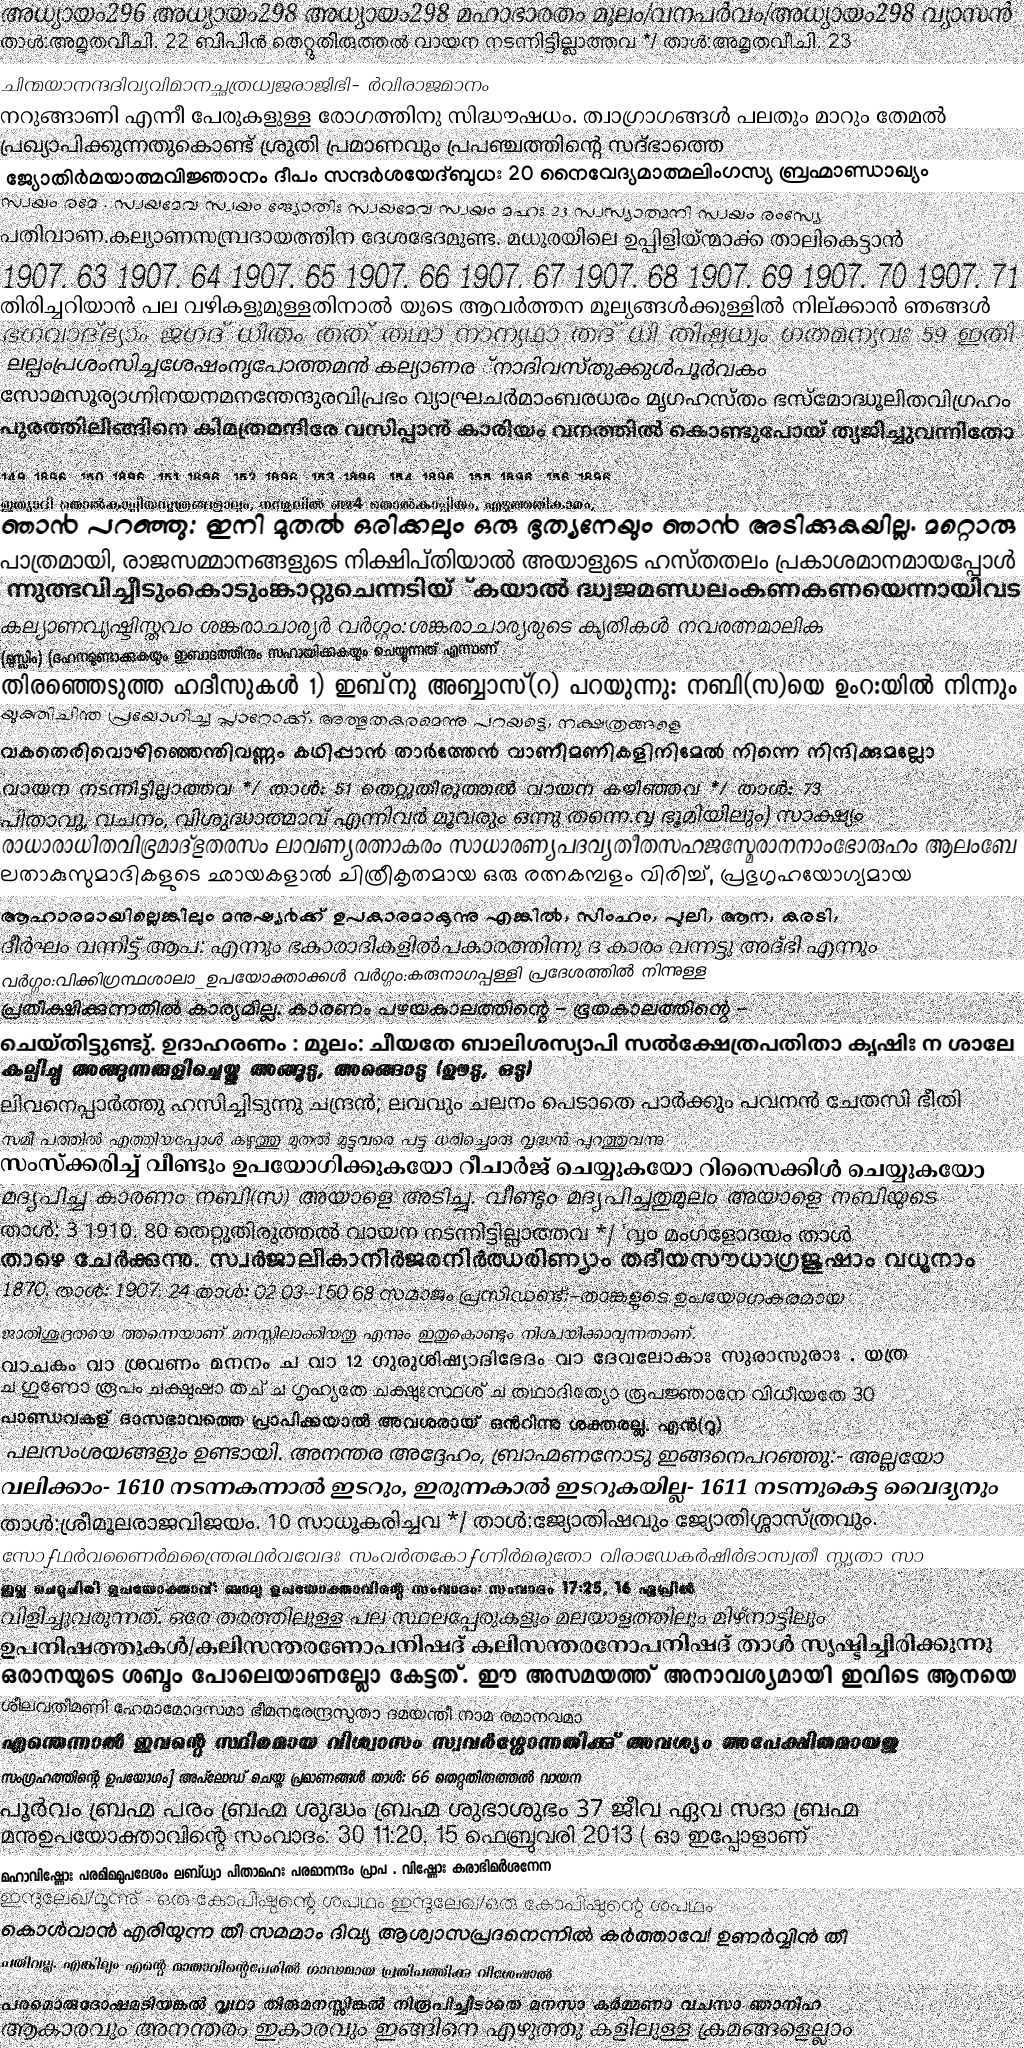 അധ്യായം296 അധ്യായം298 അധ്യായം298 മഹാഭാരതം മൂലം/വനപർവം/അധ്യായം298 വ്യാസൻ
താൾ:അമൃതവീചി. 22 ബിപിൻ തെറ്റുതിരുത്തൽ വായന നടന്നിട്ടില്ലാത്തവ */ താൾ:അമൃതവീചി. 23
ചിന്മയാനന്ദദിവ്യവിമാനച്ഛത്രധ്വജരാജിഭി- ർവിരാജമാനം
നറുങ്ങാണി എന്നീ പേരുകളുള്ള രോഗത്തിനു സിദ്ധൗഷധം. ത്വഗ്രാഗങ്ങൾ പലതും മാറും തേമൽ
പ്രഖ്യാപിക്കുന്നതുകൊണ്ട് ശ്രുതി പ്രമാണവും പ്രപഞ്ചത്തിന്റെ സദ്ഭാത്തെ
ജ്യോതിർമയാത്മവിജ്ഞാനം ദീപം സന്ദർശയേദ്ബുധഃ 20 നൈവേദ്യമാത്മലിംഗസ്യ ബ്രഹ്മാണ്ഡാഖ്യം
സ്വയം രമേ . സ്വയമേവ സ്വയം ജ്യോതിഃ സ്വയമേവ സ്വയം മഹഃ 23 സ്വസ്യാത്മനി സ്വയം രംസ്യേ
പതിവാണ.കല്യാണസമ്പ്രദായത്തിന ദേശഭേദമുണ്ട. മധുരയിലെ ഉപ്പിളിയ്ന്മാൎക്ക താലികെട്ടാൻ
1907. 63 1907. 64 1907. 65 1907. 66 1907. 67 1907. 68 1907. 69 1907. 70 1907. 71
തിരിച്ചറിയാൻ പല വഴികളുമുള്ളതിനാൽ യുടെ ആവർത്തന മൂല്യങ്ങൾക്കുള്ളിൽ നില്ക്കാൻ ഞങ്ങൾ
ഭഗവാദ്ഭ്യാം ജഗദ് ധിതം തത് തഥാ നാന്യഥാ തദ് ധി തിഷ്ഠധ്വം ഗതമന്യവഃ 59 ഇതി
ലല്പംപ്രശംസിച്ചശേഷംനൃപോത്തമൻ കല്യാണര ്നാദിവസ്തുക്കുൾപൂർവകം
സോമസൂര്യാഗ്നിനയനമനന്തേന്ദുരവിപ്രഭം വ്യാഘ്രചർമാംബരധരം മൃഗഹസ്തം ഭസ്മോദ്ധൂലിതവിഗ്രഹം
പുരത്തിലിങ്ങിനെ കിമത്രമന്ദിരേ വസിപ്പാൻ കാരിയം വനത്തിൽ കൊണ്ടുപോയ് ത്യജിച്ചുവന്നിതോ
149 1896. 150 1896. 151 1896. 152 1896. 153 1896. 154 1896. 155 1896. 156 1896.
ഞാൻ പറഞ്ഞു: ഇനി മുതൽ ഒരിക്കലും ഒരു ഭൃത്യനേയും ഞാൻ അടിക്കുകയില്ല. മറ്റൊരു
പാത്രമായി, രാജസമ്മാനങ്ങളുടെ നിക്ഷിപ്തിയാൽ അയാളുടെ ഹസ്തതലം പ്രകാശമാനമായപ്പോൾ
ന്നുത്ഭവിച്ചീടുംകൊടുംങ്കാറ്റുചെന്നടിയ് ്കയാൽ ദ്ധ്വജമണ്ഡലംകണകണയെന്നായിവട
കല്യാണവൃഷ്ടിസ്തവം ശങ്കരാചാര്യർ വർഗ്ഗം:ശങ്കരാചാര്യരുടെ കൃതികൾ നവരത്നമാലിക
(മുസ്ലിം) (ദഹനമുണ്ടാക്കുകയും ഇബാദത്തിനും സഹായിക്കുകയും ചെയ്യുന്നത് എന്നാണ്
തിരഞ്ഞെടുത്ത ഹദീസുകൾ 1) ഇബ്നു അബ്ബാസ്(റ) പറയുന്നു: നബി(സ)യെ ഉംറ:യിൽ നിന്നും
യുക്തിചിന്ത പ്രയോഗിച്ച പ്ലാറ്റോക്ക്, അത്ഭുതകരമെന്നു പറയട്ടെ, നക്ഷത്രങ്ങളെ
വകതെരിവൊഴിഞ്ഞെന്തിവണ്ണം കഥിപ്പാൻ താർത്തേൻ വാണീമണികളിനിമേൽ നിന്നെ നിന്ദിക്കുമല്ലോ
വായന നടന്നിട്ടില്ലാത്തവ */ താൾ: 51 തെറ്റുതിരുത്തൽ വായന കഴിഞ്ഞവ */ താൾ: 73
പിതാവു, വചനം, വിശുദ്ധാത്മാവ് എന്നിവർ മൂവരും ഒന്നു തന്നെ.വൃ ഭൂമിയിലും) സാക്ഷ്യം
രാധാരാധിതവിഭ്രമാദ്ഭുതരസം ലാവണ്യരത്നാകരം സാധാരണ്യപദവ്യതീതസഹജസ്മേരാനനാംഭോരുഹം ആലംബേ
ലതാകുസുമാദികളുടെ ഛായകളാൽ ചിത്രീകൃതമായ ഒരു രത്നകമ്പളം വിരിച്ച്, പ്രഭുഗൃഹയോഗ്യമായ
ആഹാരമായില്ലെങ്കിലും മനുഷ്യർക്ക് ഉപകാരമാകുന്നു എങ്കിൽ, സിംഹം, പുലി, ആന, കരടി,
ദീർഘം വന്നിട്ട് ആപ: എന്നും ഭകാരാദികളിൽപകാരത്തിന്നു ദ കാരം വന്നട്ടു അദ്ഭി എന്നും
വർഗ്ഗം:വിക്കിഗ്രന്ഥശാലാ_ഉപയോക്താക്കൾ വർഗ്ഗം:കരുനാഗപ്പള്ളി പ്രദേശത്തിൽ നിന്നുള്ള
പ്രതീക്ഷിക്കുന്നതിൽ കാര്യമില്ല. കാരണം പഴയകാലത്തിന്റെ – ഭൂതകാലത്തിന്റെ –
ചെയ്തിട്ടുണ്ടു്. ഉദാഹരണം : മൂലം: ചീയതേ ബാലിശസ്യാപി സൽക്ഷേത്രപതിതാ കൃഷിഃ ന ശാലേ
കല്പിച്ചു അങ്ങുന്നരുളിച്ചെയ്തു അങ്ങൂടു, അങ്ങൊടു (ഊടു, ഒടു)
ലിവനെപ്പാർത്തു ഹസിച്ചിടുന്നു ചന്ദ്രൻ; ലവവും ചലനം പെടാതെ പാർക്കും പവനൻ ചേതസി ഭീതി
സമീ പത്തിൽ എത്തിയപ്പോൾ കഴുത്തു മുതൽ മുട്ടുവരെ പട്ടു ധരിച്ചൊരു വൃദ്ധൻ പുറത്തുവന്നു
സംസ്ക്കരിച്ച് വീണ്ടും ഉപയോഗിക്കുകയോ റീചാർജ് ചെയ്യുകയോ റിസൈക്കിൾ ചെയ്യുകയോ
മദ്യപിച്ച കാരണം നബി(സ) അയാളെ അടിച്ചു. വീണ്ടും മദ്യപിച്ചതുമൂലം അയാളെ നബിയുടെ
താൾ: 3 1910. 80 തെറ്റുതിരുത്തൽ വായന നടന്നിട്ടില്ലാത്തവ */ ൘ മംഗളോദയം താൾ
താഴെ ചേർക്കുന്നു. സ്വർജാലികാനിർജരനിർഝരിണ്യാം തദീയസൗധാഗ്രജുഷാം വധൂനാം
1870. താൾ: 1907. 24 താൾ: 02 03--150 68 സമാജം പ്രസിഡണ്ട്:-താങ്കളുടെ ഉപയോഗകരമായ
ജാതിശൂദ്രതയെ ത്തന്നെയാണ് മനസ്സിലാക്കിയതു എന്നും ഇതുകൊണ്ടും നിശ്ചയിക്കാവുന്നതാണ്.
വാചകം വാ ശ്രവണം മനനം ച വാ 12 ഗുരുശിഷ്യാദിഭേദം വാ ദേവലോകാഃ സുരാസുരാഃ . യത്ര
ച ഗുണോ രൂപം ചക്ഷുഷാ തച് ച ഗൃഹ്യതേ ചക്ഷുഃസ്ഥശ് ച തഥാദിത്യോ രൂപജ്ഞാനേ വിധീയതേ 30
പാണ്ഡവകള് ദാസഭാവത്തെ പ്രാപിക്കയാൽ അവശരായ് ഒൻറിന്നു ശക്തരല്ല. എൻ(റു)
പലസംശയങ്ങളും ഉണ്ടായി. അനന്തര അദ്ദേഹം, ബ്രാഹ്മണനോടു ഇങ്ങനെപറഞ്ഞു:- അല്ലയോ
വലിക്കാം- 1610 നടന്നകന്നാൽ ഇടറും, ഇരുന്നകാൽ ഇടറുകയില്ല- 1611 നടന്നുകെട്ട വൈദ്യനും
താൾ:ശ്രീമൂലരാജവിജയം. 10 സാധൂകരിച്ചവ */ താൾ:ജ്യോതിഷവും ജ്യോതിശ്ശാസ്ത്രവും.
സോƒഥർവണൈർമന്ത്രൈരഥർവവേദഃ സംവർതകോƒഗ്നിർമരുതോ വിരാഡേകർഷിർഭാസ്വതീ സ്മൃതാ സാ
ഇല്ല ചെറുചിരി ഉപയോക്താവ്: ബാലു ഉപയോക്താവിന്റെ സംവാദം: സംവാദം 17:25, 16 ഏപ്രിൽ
വിളിച്ചുവരുന്നത്. ഒരേ തരത്തിലുള്ള പല സ്ഥലപ്പേരുകളും മലയാളത്തിലും മിഴ്നാട്ടിലും
ഉപനിഷത്തുകൾ/കലിസന്തരണോപനിഷദ് കലിസന്തരനോപനിഷദ് താൾ സൃഷ്ടിച്ചിരിക്കുന്നു
ഒരാനയുടെ ശബ്ദം പോലെയാണല്ലോ കേട്ടത്. ഈ അസമയത്ത് അനാവശ്യമായി ഇവിടെ ആനയെ
ശീലവതീമണി ഹേമാമോദസമാ ഭീമനരേന്ദ്രസുതാ ദമയന്തീ നാമ രമാനവമാ
എന്തെന്നാൽ ഇവന്റെ സ്ഥിരമായ വിശ്വാസം സ്വവർഗ്ഗോന്നതിക്കു് അവശ്യം അപേക്ഷിതമായതു
സംഗ്രഹത്തിന്റെ ഉപയോഗം] അപ്‌ലോഡ് ചെയ്ത പ്രമാണങ്ങൾ താൾ: 66 തെറ്റുതിരുത്തൽ വായന
പൂർവം ബ്രഹ്മ പരം ബ്രഹ്മ ശുദ്ധം ബ്രഹ്മ ശുഭാശുഭം 37 ജീവ ഏവ സദാ ബ്രഹ്മ
മനുഉപയോക്താവിന്റെ സംവാദം: 30 11:20, 15 ഫെബ്രുവരി 2013 ( ഓ ഇപ്പോളാണ്
മഹാവിഷ്ണോഃ പരമിമമുപദേശം ലബ്ധ്വാ പിതാമഹഃ പരമാനന്ദം പ്രാപ . വിഷ്ണോഃ കരാഭിമർശനേന
ഇന്ദുലേഖ/മൂന്ന് - ഒരു കോപിഷ്ഠന്റെ ശപഥം ഇന്ദുലേഖ/ഒരു കോപിഷ്ഠന്റെ ശപഥം
കൊൾവാൻ എരിയുന്ന തീ സമമാം ദിവ്യ ആശ്വാസപ്രദനെന്നിൽ കർത്താവേ! ഉണർവ്വിൻ തീ
പതിവല്ല. എങ്കിലും എന്റെ മാതാവിന്റെപേരിൽ ഗാഢമായ പ്രതിപത്തിക്കു വിശേഷാൽ
പരമൊരുദോഷമടിയങ്കൽ വൃഥാ തിരുമനസ്സിങ്കൽ നിരൂപിച്ചീടാതെ മനസാ കർമ്മണാ വചസാ ഞാനിഹ
ആകാരവും അനന്തരം ഇകാരവും ഇങ്ങിനെ എഴുത്തു കളിലുള്ള ക്രമങ്ങളെല്ലാം